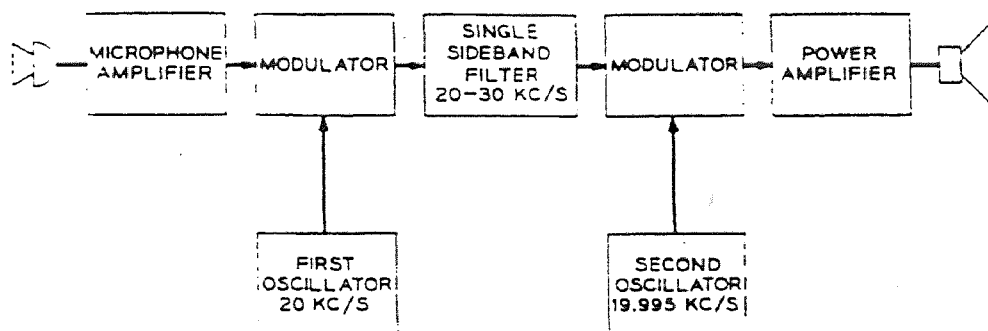 MICROPHONE
AMPLIFIER
MODULATOR
SINGLE
SIDEBAND
FILTER
20-30 KC/S
MODULATOR
POWER
AMPLIFIER
FIRST
OSCILLATOR
20 KC/S
SECOND
OSCILLATOR
19.995 KC/S